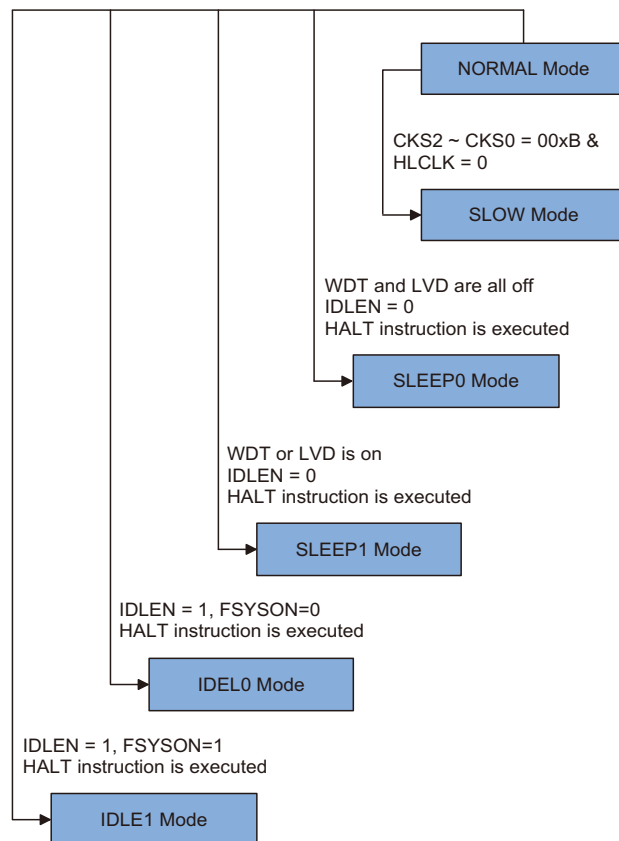 NORMAL Mode
CKS2 ~ CKS0 = 00xB &
HLCLK = 0
SLOW Mode
WDT and LVD are all off
IDLEN = 0
HALT instruction is executed
SLEEP0 Mode
WDT or LVD is on
IDLEN = 0
HALT instruction is executed
SLEEP1 Mode
IDLEN = 1, FSYSON=0
HALT instruction is executed
IDEL0 Mode
IDLEN = 1, FSYSON=1
HALT instruction is executed
IDLE1 Mode